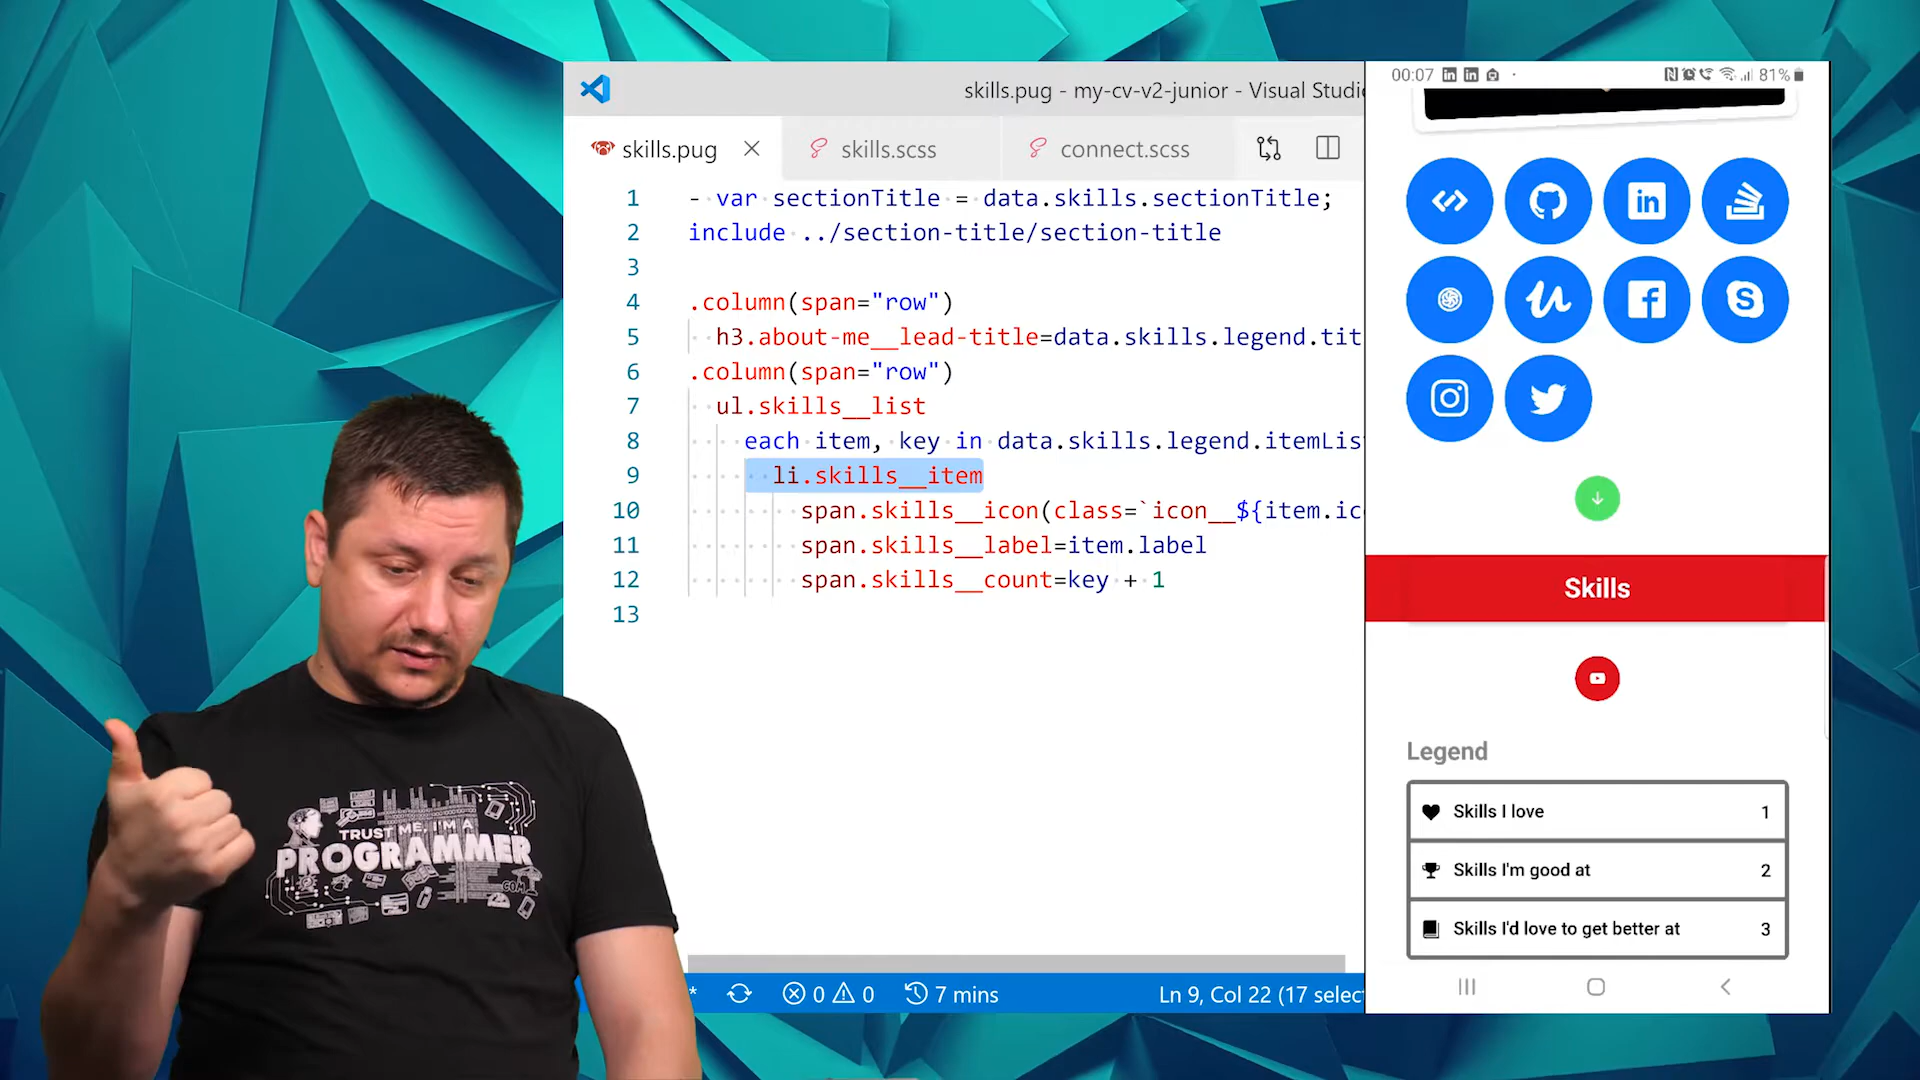 skills.pug - my-cv-v2-junior - Visual Studi
skills.pug
skills.scss
connect.scss
1 - var sectionTitle = data.skills.sectionTitle;
2 include ../section-title/section-title
3
4 .column(span="row")
5 h3.about-me__lead-title=data.skills.legend.tit
6 .column(span="row")
7 ul.skills__list
8 each item, key in data.skills.legend.itemLis
9 li.skills__item
10 span.skills__icon(class=`icon__${item.ic
11 span.skills__label=item.label
12 span.skills__count=key + 1
13
* 0 0 7 mins Ln 9, Col 22 (17 selec
00:07 81%
Skills
Legend
Skills I love 1
Skills I'm good at 2
Skills I'd love to get better at 3
TRUST ME, I'M A
PROGRAMMER
.COM